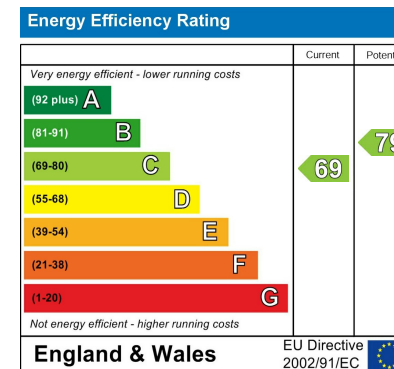 Energy Efficiency Rating
Current
Very energy efficient - lower running costs
(92 plus) A
(81-91) B
79
(69-80) C
69
(55-68) D
(39-54) E
(21-38) F
(1-20) G
Not energy efficient - higher running costs
England & Wales
EU Directive
2002/91/EC